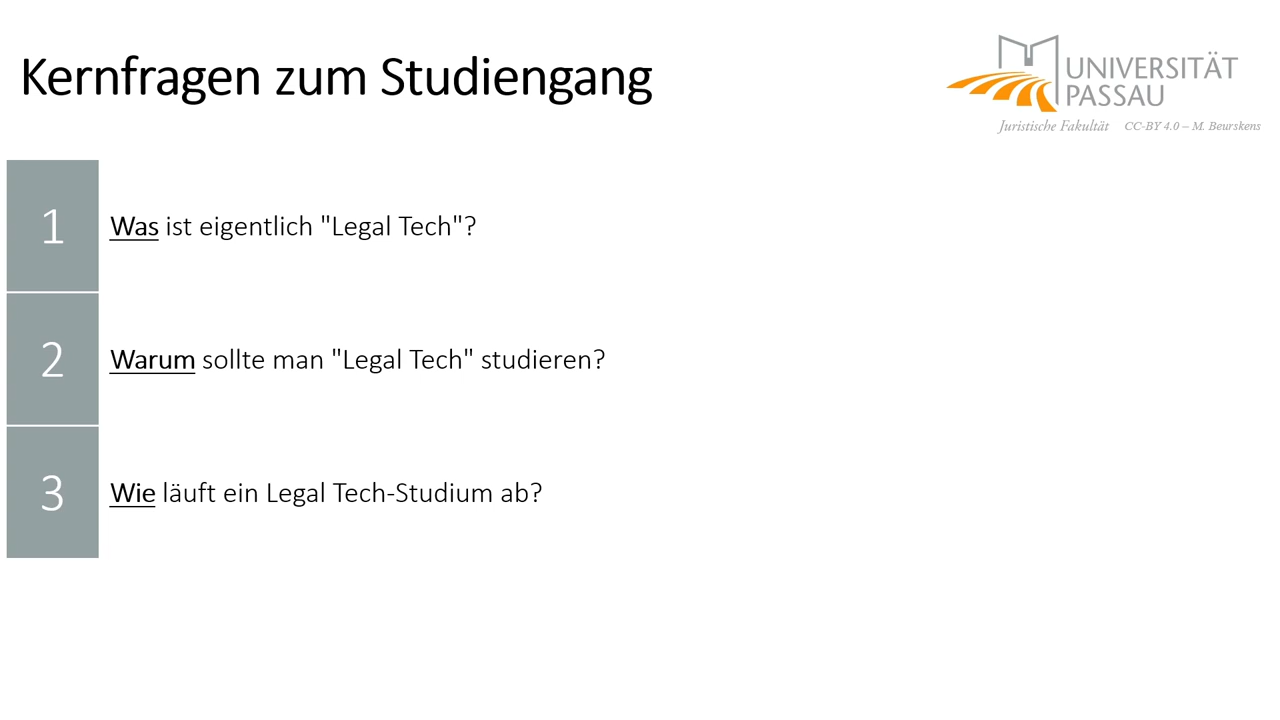 Kernfragen zum Studiengang
UNIVERSITÄT
PASSAU
Juristische Fakultät CC-BY 4.0 – M. Beurskens
1
Was ist eigentlich "Legal Tech"?
2
Warum sollte man "Legal Tech" studieren?
3
Wie läuft ein Legal Tech-Studium ab?